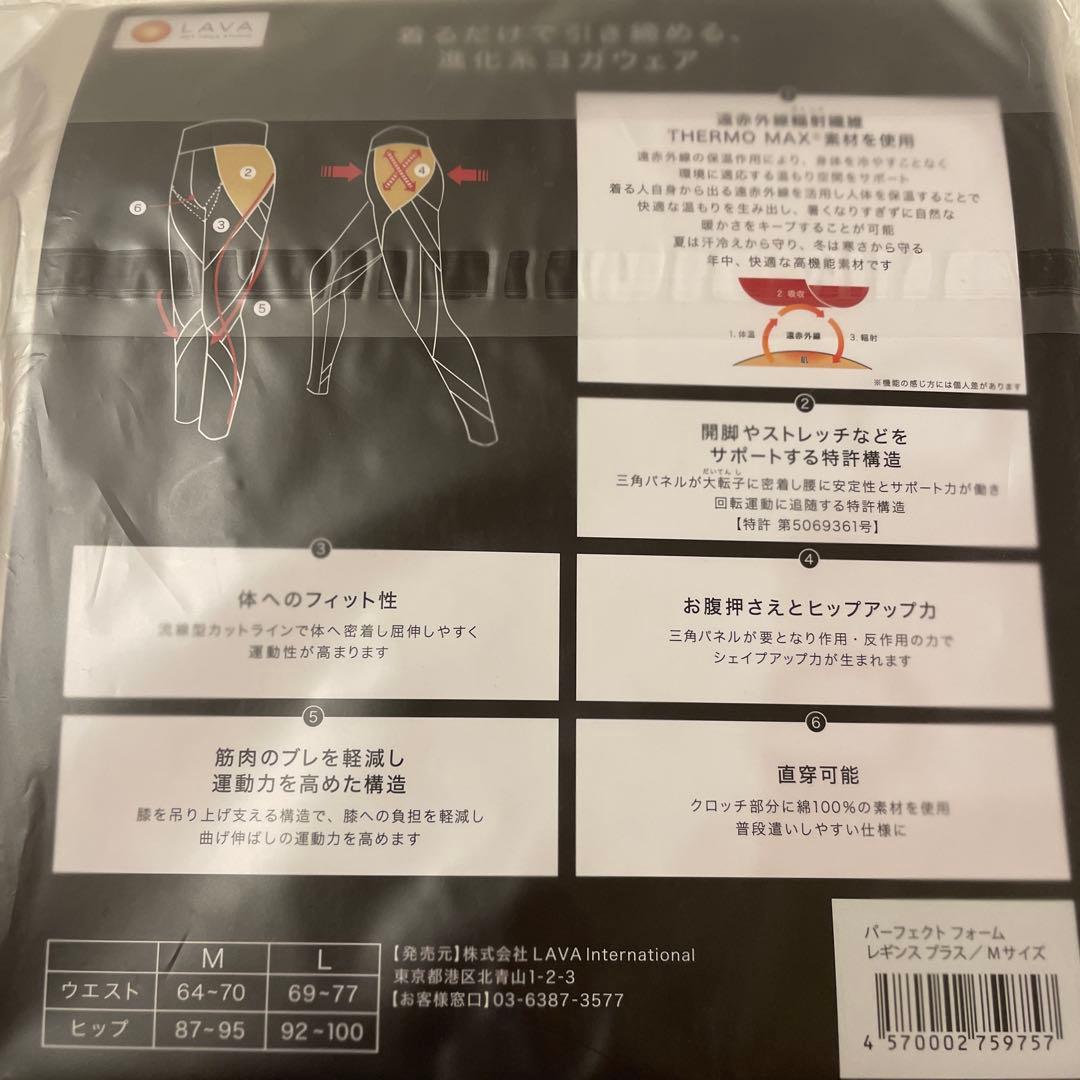 LAVA
HOT YOGA STUDIO
着るだけで引き締める、
進化系ヨガウェア
2
6
3
5
4
1
遠赤外線輻射繊維
THERMO MAX®素材を使用
遠赤外線の保温作用により、身体を冷やすことなく
環境に適応する温もり空間をサポート
着る人自身から出る遠赤外線を活用し人体を保温することで
快適な温もりを生み出し、暑くなりすぎずに自然な
暖かさをキープすることが可能
夏は汗冷えから守り、冬は寒さから守る
年中、快適な高機能素材です
2 吸収
1. 体温
遠赤外線
3. 輻射
肌
※機能の感じ方には個人差があります
2
開脚やストレッチなどを
サポートする特許構造
だいてん し
三角パネルが大転子に密着し腰に安定性とサポート力が働き
回転運動に追随する特許構造
【特許 第5069361号】
3
体へのフィット性
流線型カットラインで体へ密着し屈伸しやすく
運動性が高まります
4
お腹押さえとヒップアップ力
三角パネルが要となり作用・反作用の力で
シェイプアップ力が生まれます
5
筋肉のブレを軽減し
運動力を高めた構造
膝を吊り上げ支える構造で、膝への負担を軽減し
曲げ伸ばしの運動力を高めます
6
直穿可能
クロッチ部分に綿100%の素材を使用
普段遣いしやすい仕様に
M L
ウエスト 64~70 69~77
ヒップ 87~95 92~100
【発売元】株式会社 LAVA International
東京都港区北青山1-2-3
【お客様窓口】03-6387-3577
パーフェクト フォーム
レギンス プラス／Mサイズ
4 570002 759757